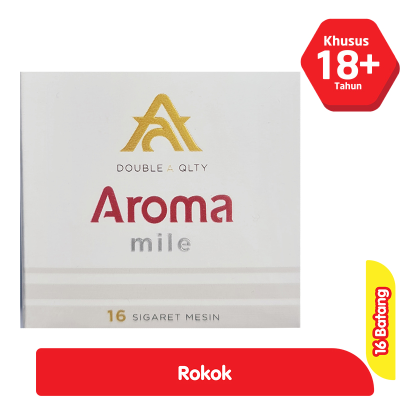 Khusus
18+
Tahun
DOUBLE A QLTY
Aroma
mile
16 SIGARET MESIN
16 Batang
Rokok